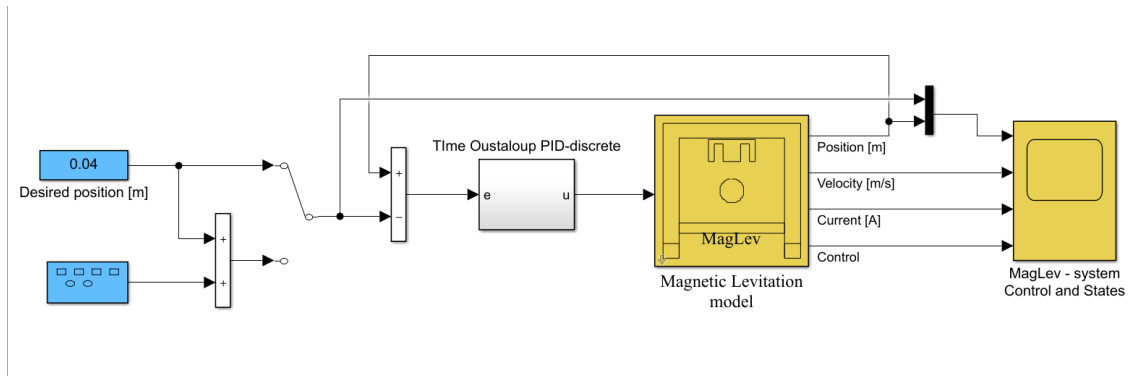 TIme Oustaloup PID-discrete
0.04
Desired position [m]
+
−
e
u
+
+
MagLev
Position [m]
Velocity [m/s]
Current [A]
Control
Magnetic Levitation
model
MagLev - system
Control and States